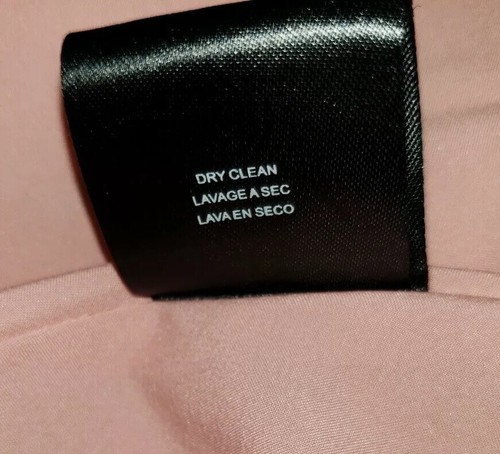 DRY CLEAN
LAVAGE A SEC
LAVA EN SECO